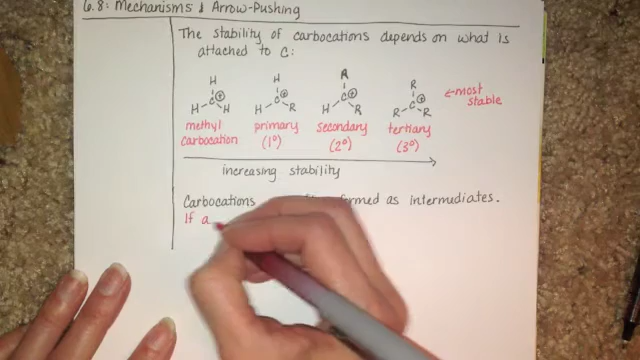 6.8: Mechanisms & Arrow-Pushing
The stability of carbocations depends on what is
attached to C:
H H R R
C⊕ C⊕ C⊕ C⊕
H H H R H R R R
←most
stable
methyl primary secondary tertiary
carbocation (1°) (2°) (3°)
increasing stability
Carbocations formed as intermediates.
If a